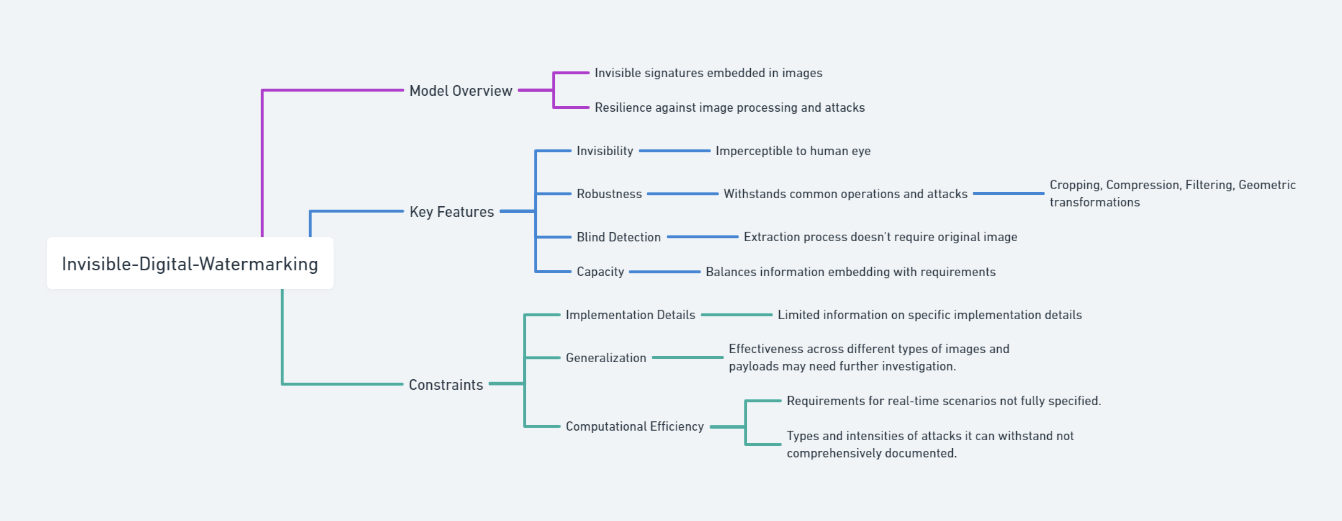 Invisible-Digital-Watermarking
Model Overview
Invisible signatures embedded in images
Resilience against image processing and attacks
Key Features
Invisibility
Imperceptible to human eye
Robustness
Withstands common operations and attacks
Cropping, Compression, Filtering, Geometric
transformations
Blind Detection
Extraction process doesn't require original image
Capacity
Balances information embedding with requirements
Constraints
Implementation Details
Limited information on specific implementation details
Generalization
Effectiveness across different types of images and
payloads may need further investigation.
Computational Efficiency
Requirements for real-time scenarios not fully specified.
Types and intensities of attacks it can withstand not
comprehensively documented.